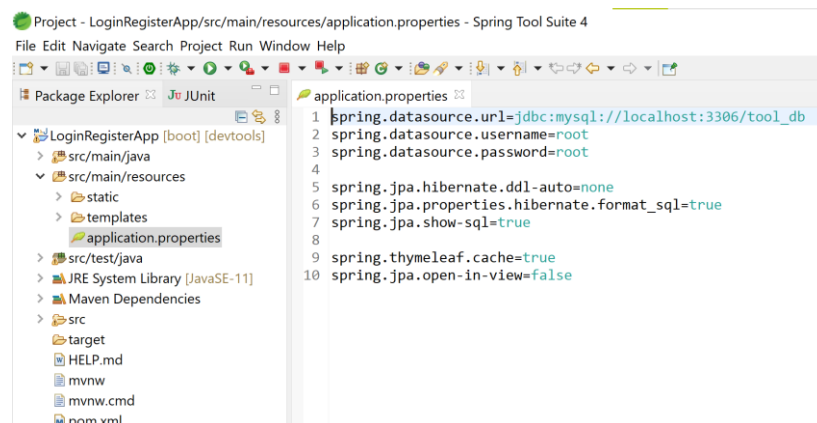 Project - LoginRegisterApp/src/main/resources/application.properties - Spring Tool Suite 4
File Edit Navigate Search Project Run Window Help
Package Explorer JUnit
LoginRegisterApp [boot] [devtools]
src/main/java
src/main/resources
static
templates
application.properties
src/test/java
JRE System Library [JavaSE-11]
Maven Dependencies
src
target
HELP.md
mvnw
mvnw.cmd
pom.xml
application.properties
1 spring.datasource.url=jdbc:mysql://localhost:3306/tool_db
2 spring.datasource.username=root
3 spring.datasource.password=root
4
5 spring.jpa.hibernate.ddl-auto=none
6 spring.jpa.properties.hibernate.format_sql=true
7 spring.jpa.show-sql=true
8
9 spring.thymeleaf.cache=true
10 spring.jpa.open-in-view=false